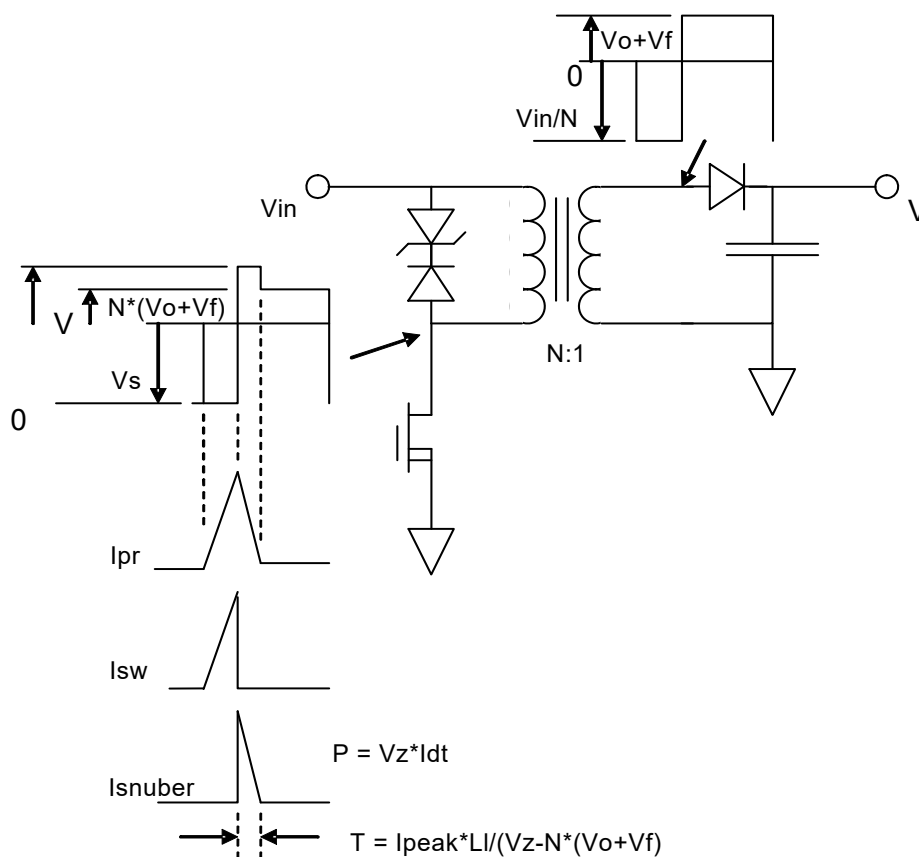 Vo+Vf
0
Vin/N
Vin
V
N*(Vo+Vf)
V
Vs
0
N:1
Ipr
Isw
P = Vz*Idt
Isnuber
T = Ipeak*Ll/(Vz-N*(Vo+Vf)